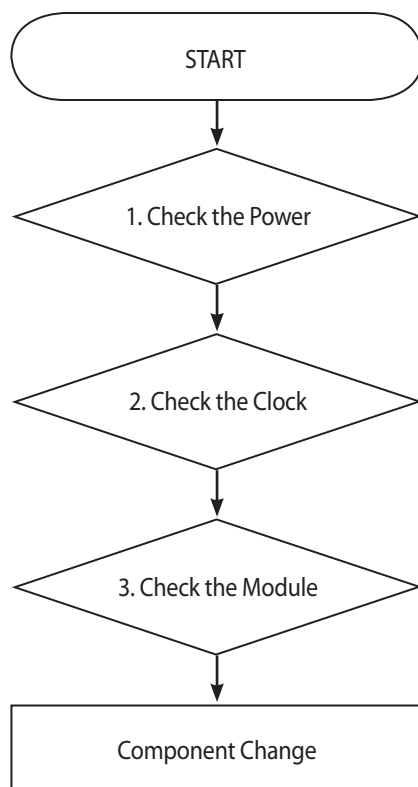 START
1. Check the Power
2. Check the Clock
3. Check the Module
Component Change